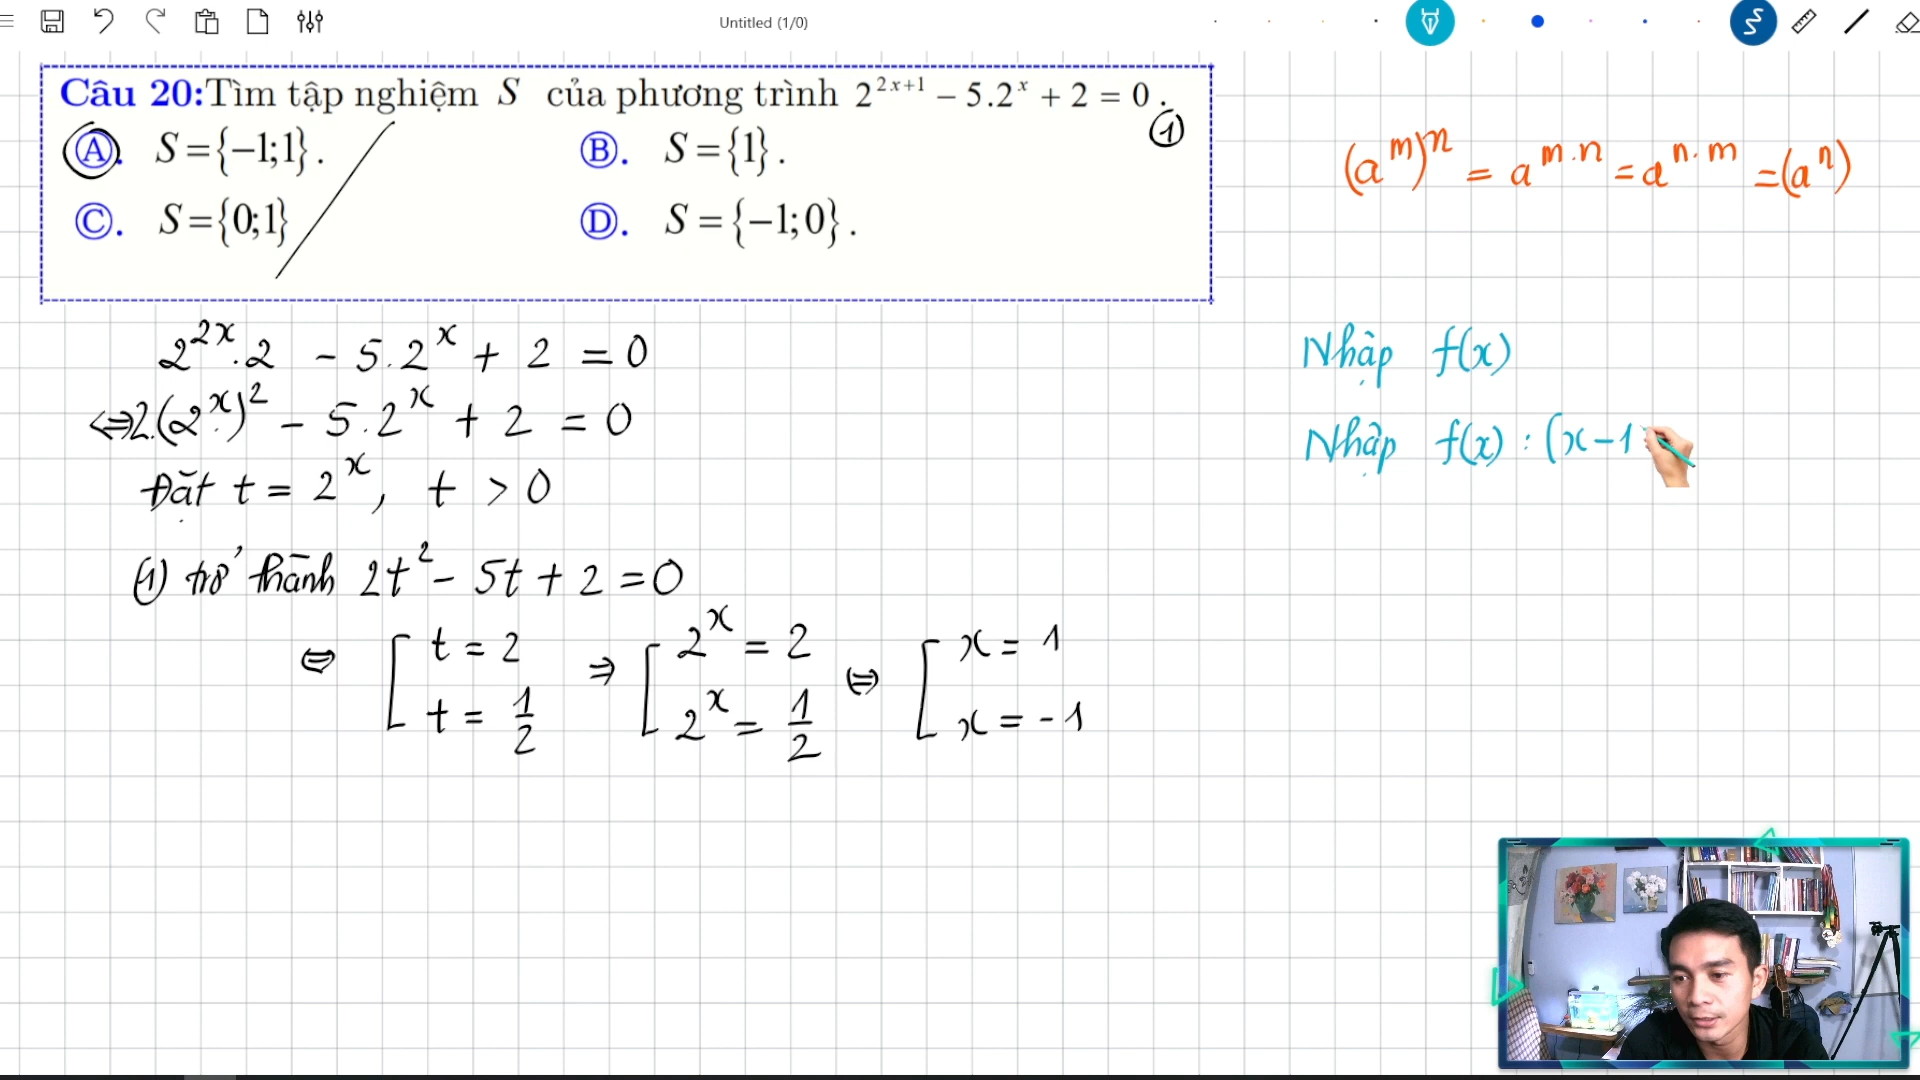 Untitled (1/0)
Câu 20:Tìm tập nghiệm S của phương trình 2^{2x+1} − 5.2^x + 2 = 0 .
(1)
A. S={−1;1}.
B. S={1}.
C. S={0;1}
D. S={−1;0}.
(a^m)^n = a^{m.n} = a^{n.m} = (a^n)
2^{2x}.2 - 5.2^x + 2 = 0
⇔2.(2^x)^2 - 5.2^x + 2 = 0
Đặt t = 2^x, t > 0
(1) trở thành 2t^2 - 5t + 2 = 0
⇔ [ t = 2 ⇒ [ 2^x = 2 ⇔ [ x = 1
t = 1/2 2^x = 1/2 x = -1
Nhập f(x)
Nhập f(x) : (x-1